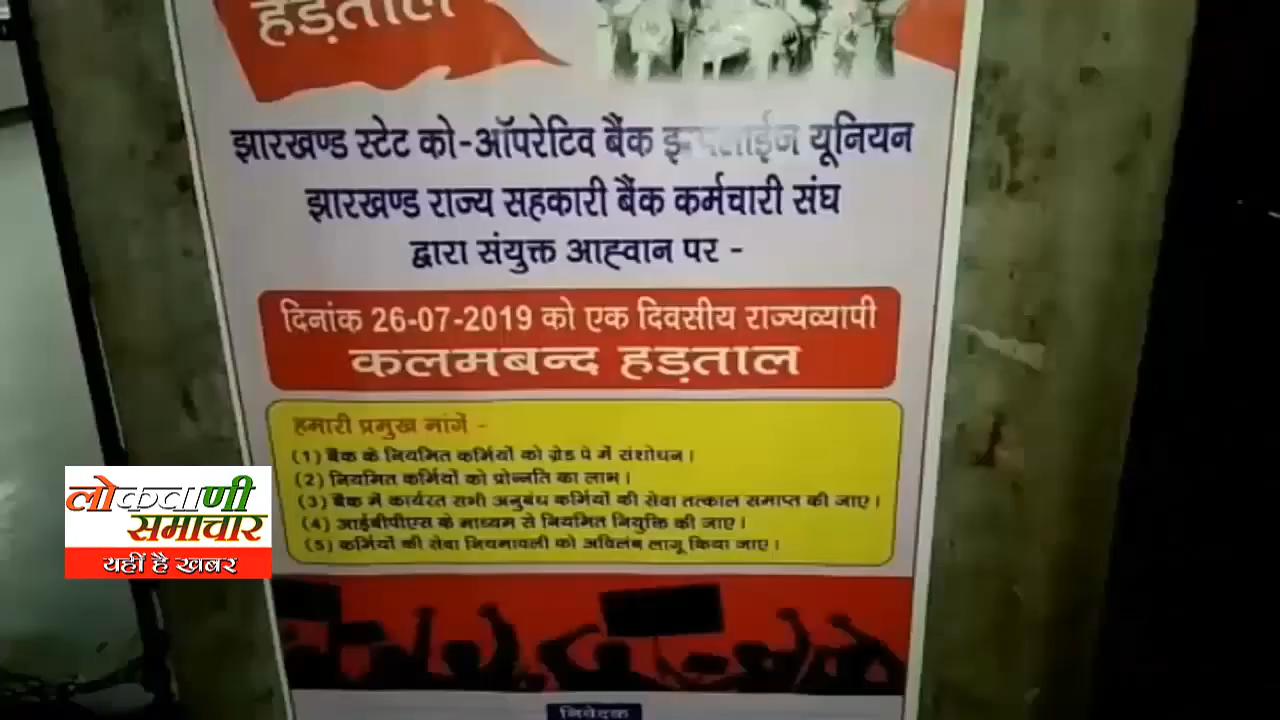 हड़ताल
झारखण्ड स्टेट को-ऑपरेटिव बैंक इम्पलाईज यूनियन
झारखण्ड राज्य सहकारी बैंक कर्मचारी संघ
द्वारा संयुक्त आह्वान पर -
दिनांक 26-07-2019 को एक दिवसीय राज्यव्यापी
कलमबन्द हड़ताल
हमारी प्रमुख मांगें -
(1) बैंक के नियमित कर्मियों को ग्रेड पे में संशोधन।
(2) नियमित कर्मियों को प्रोन्नति का लाभ।
(3) बैंक में कार्यरत सभी अनुबंध कर्मियों की सेवा तत्काल समाप्त की जाए।
(4) आईबीपीएस के माध्यम से नियमित नियुक्ति की जाए।
(5) कर्मियों की सेवा नियमावली को अविलंब लागू किया जाए।
निवेदक
लोकवाणी
समाचार
यहीं है खबर